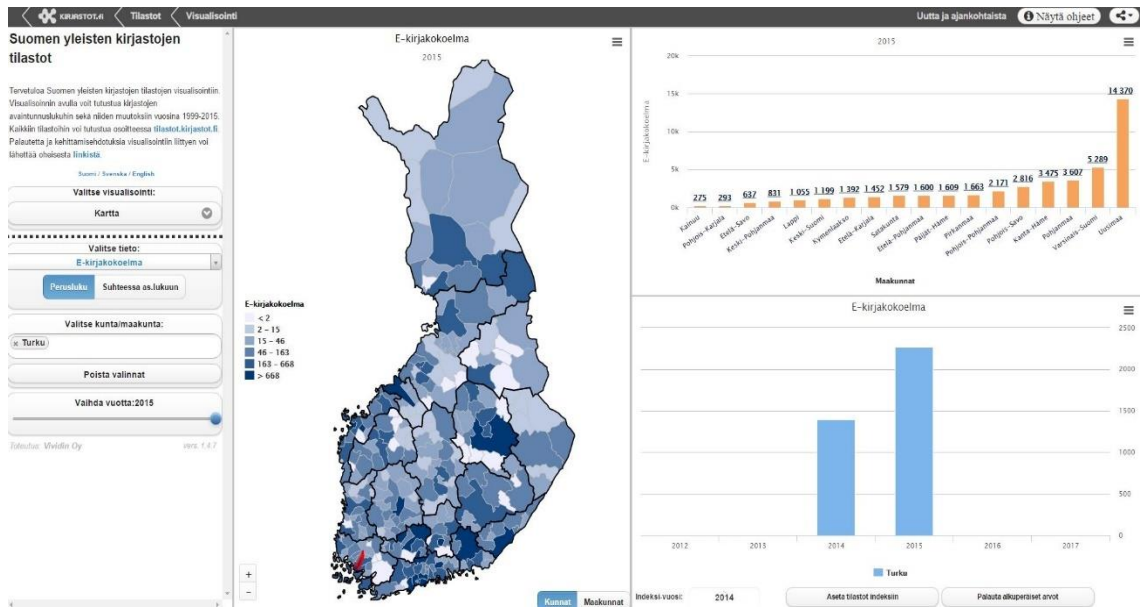 KIRJASTOT.fi Tilastot Visualisointi
Uutta ja ajankohtaista Näytä ohjeet
Suomen yleisten kirjastojen
tilastot
Tervetuloa Suomen yleisten kirjastojen tilastojen visualisointiin.
Visualisoinnin avulla voit tutustua kirjastojen
avaintunnuslukuihin sekä niiden muutoksiin vuosina 1999-2015.
Kaikkiin tilastoihin voi tutustua osoitteessa tilastot.kirjastot.fi.
Palautetta ja kehittämisehdotuksia visualisointiin liittyen voi
lähettää oheisesta linkistä.
Suomi / Svenska / English
Valitse visualisointi:
Kartta
Valitse tieto:
E-kirjakokoelma
Perusluku Suhteessa as.lukuun
Valitse kunta/maakunta:
× Turku
Poista valinnat
Vaihda vuotta:2015
Toteutus: Vividin Oy vers. 1.4.7
E-kirjakokoelma
2015
E-kirjakokoelma
< 2
2 - 15
15 - 46
46 - 163
163 - 668
> 668
+
-
Kunnat Maakunnat
2015
E-kirjakokoelma
20k
15k
10k
5k
0k
275 293 637 831 1 055 1 199 1 392 1 452 1 579 1 600 1 609 1 663 2 171 2 816 3 475 3 607 5 289 14 370
Kainuu Pohjois-Karjala Etelä-Savo Keski-Pohjanmaa Lappi Keski-Suomi Kymenlaakso Etelä-Karjala Satakunta Etelä-Pohjanmaa Päijät-Häme Pirkanmaa Pohjois-Pohjanmaa Pohjois-Savo Kanta-Häme Pohjanmaa Varsinais-Suomi Uusimaa
Maakunnat
E-kirjakokoelma
2500
2000
1500
1000
500
0
2012 2013 2014 2015 2016 2017
Turku
Indeksi-vuosi: 2014 Aseta tilastot indeksiin Palauta alkuperäiset arvot